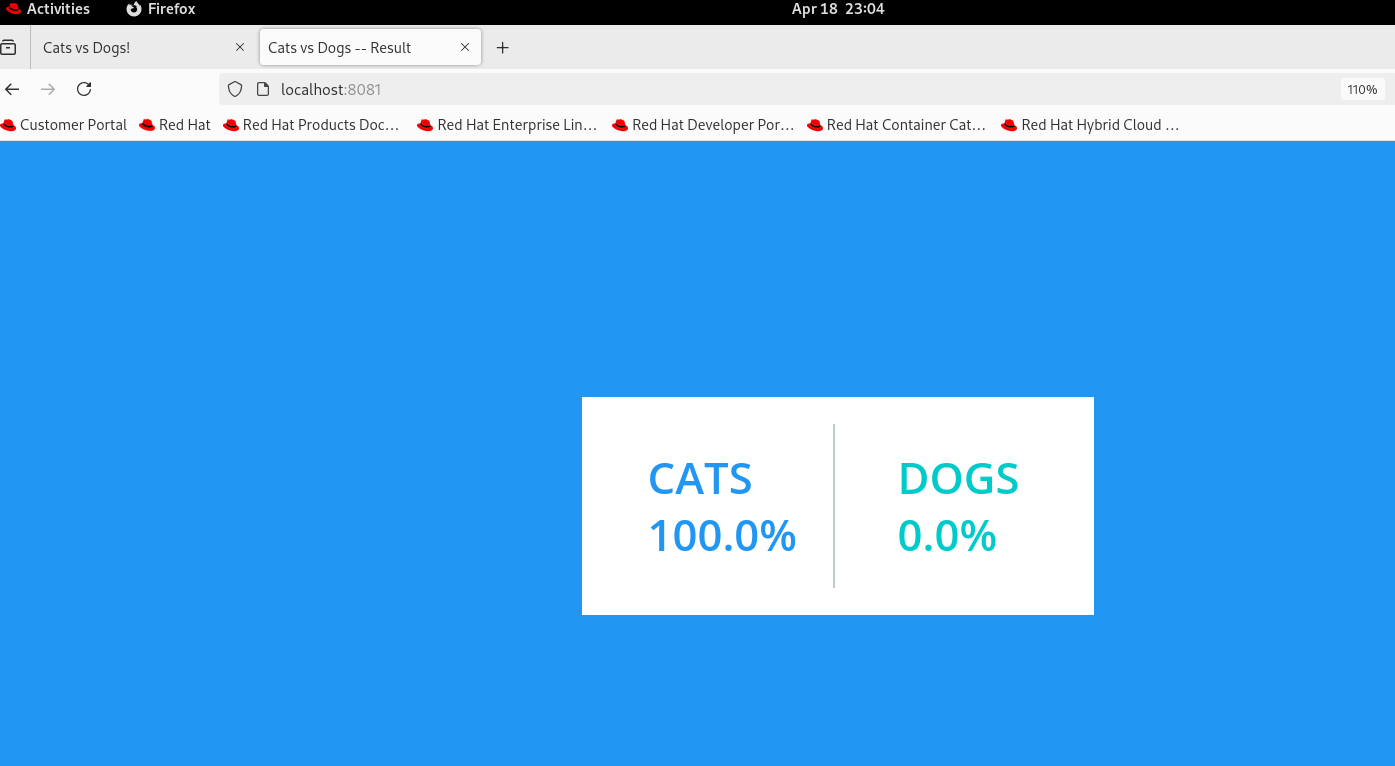 Activities Firefox Apr 18 23:04
Cats vs Dogs! Cats vs Dogs -- Result
localhost:8081 110%
Customer Portal Red Hat Red Hat Products Doc… Red Hat Enterprise Lin… Red Hat Developer Por… Red Hat Container Cat… Red Hat Hybrid Cloud …
CATS DOGS
100.0% 0.0%